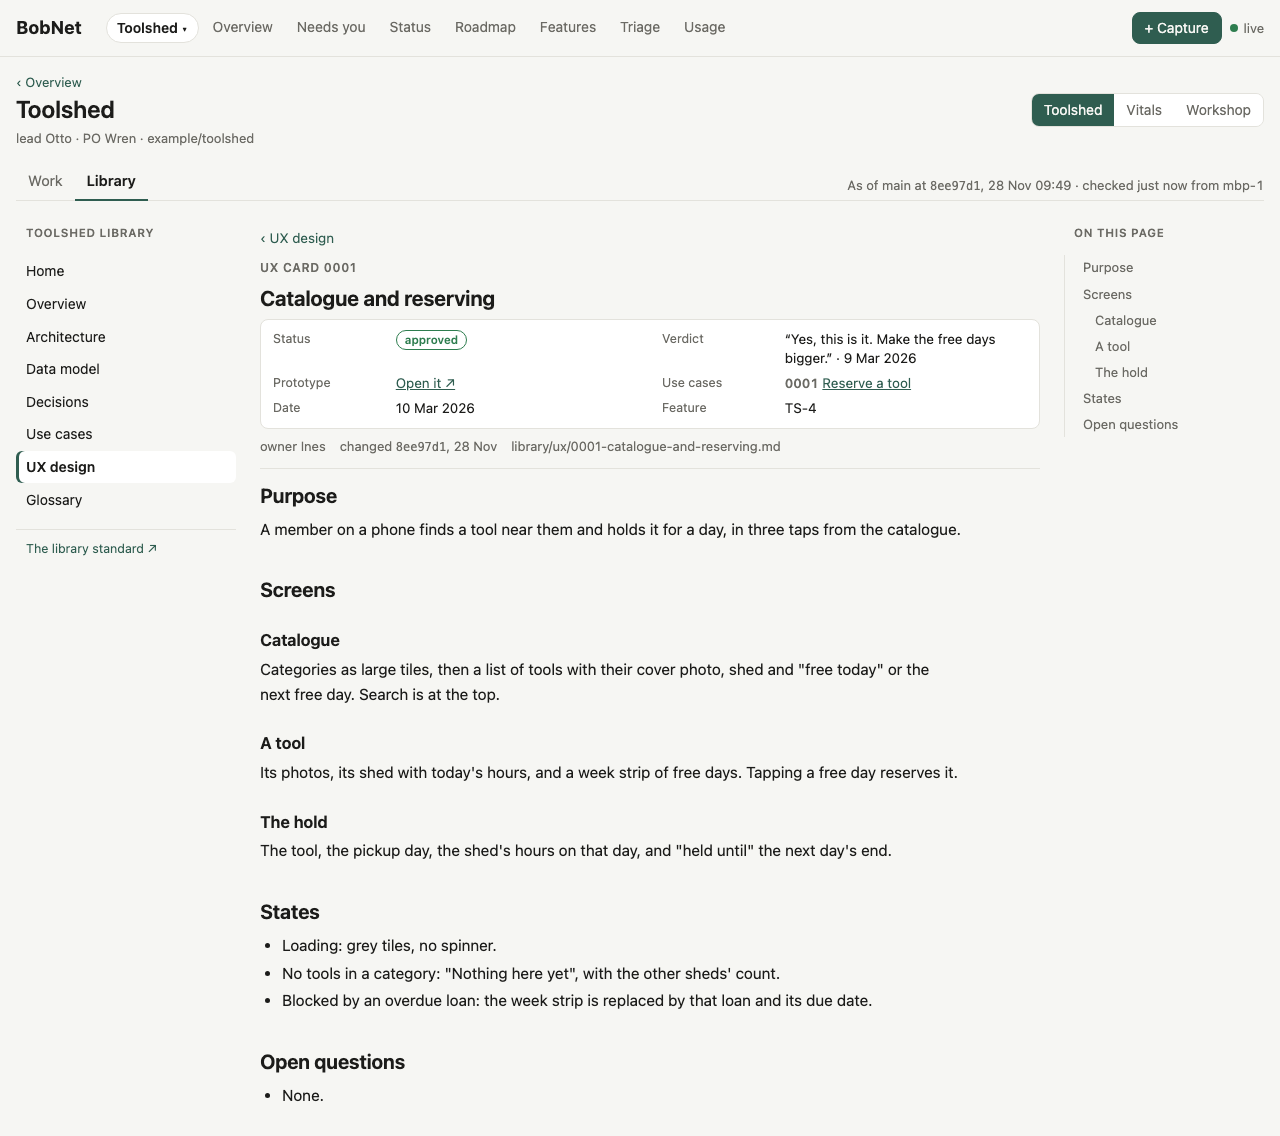 BobNet
Toolshed ▾
Overview
Needs you
Status
Roadmap
Features
Triage
Usage
+ Capture
live
‹ Overview
Toolshed
lead Otto · PO Wren · example/toolshed
Toolshed
Vitals
Workshop
Work
Library
As of main at 8ee97d1, 28 Nov 09:49 · checked just now from mbp-1
TOOLSHED LIBRARY
Home
Overview
Architecture
Data model
Decisions
Use cases
UX design
Glossary
The library standard ↗
‹ UX design
UX CARD 0001
Catalogue and reserving
Status
approved
Verdict
“Yes, this is it. Make the free days
bigger.” · 9 Mar 2026
Prototype
Open it ↗
Use cases
0001 Reserve a tool
Date
10 Mar 2026
Feature
TS-4
owner Ines changed 8ee97d1, 28 Nov library/ux/0001-catalogue-and-reserving.md
Purpose
A member on a phone finds a tool near them and holds it for a day, in three taps from the catalogue.
Screens
Catalogue
Categories as large tiles, then a list of tools with their cover photo, shed and "free today" or the
next free day. Search is at the top.
A tool
Its photos, its shed with today's hours, and a week strip of free days. Tapping a free day reserves it.
The hold
The tool, the pickup day, the shed's hours on that day, and "held until" the next day's end.
States
• Loading: grey tiles, no spinner.
• No tools in a category: "Nothing here yet", with the other sheds' count.
• Blocked by an overdue loan: the week strip is replaced by that loan and its due date.
Open questions
• None.
ON THIS PAGE
Purpose
Screens
Catalogue
A tool
The hold
States
Open questions